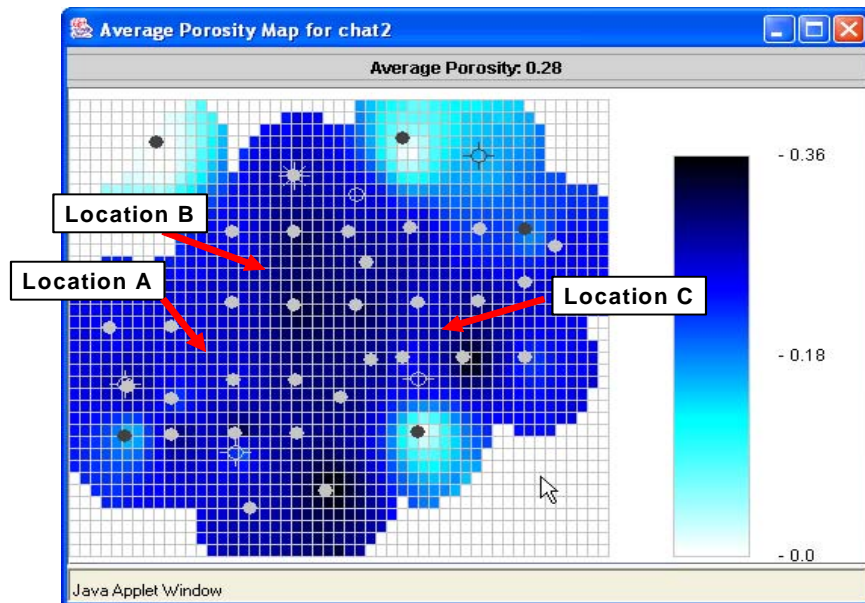 Average Porosity Map for chat2
Average Porosity: 0.28
- 0.36
Location B
Location A
Location C
- 0.18
- 0.0
Java Applet Window